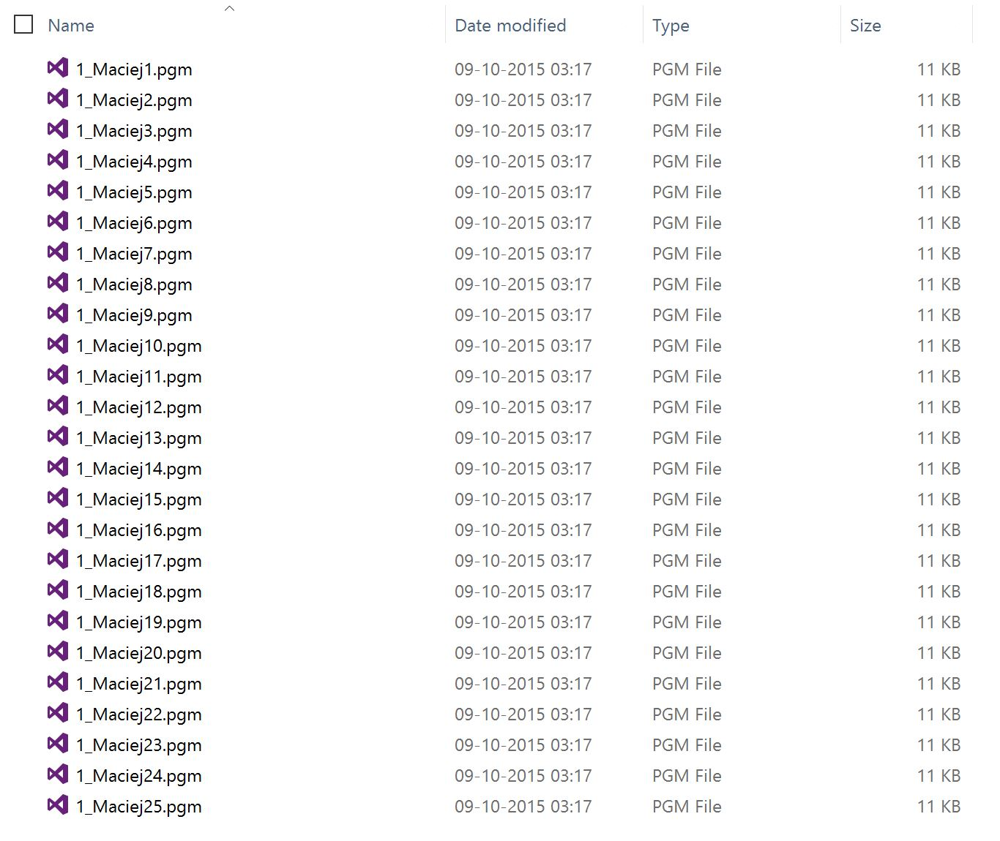 Name Date modified Type Size
1_Maciej1.pgm 09-10-2015 03:17 PGM File 11 KB
1_Maciej2.pgm 09-10-2015 03:17 PGM File 11 KB
1_Maciej3.pgm 09-10-2015 03:17 PGM File 11 KB
1_Maciej4.pgm 09-10-2015 03:17 PGM File 11 KB
1_Maciej5.pgm 09-10-2015 03:17 PGM File 11 KB
1_Maciej6.pgm 09-10-2015 03:17 PGM File 11 KB
1_Maciej7.pgm 09-10-2015 03:17 PGM File 11 KB
1_Maciej8.pgm 09-10-2015 03:17 PGM File 11 KB
1_Maciej9.pgm 09-10-2015 03:17 PGM File 11 KB
1_Maciej10.pgm 09-10-2015 03:17 PGM File 11 KB
1_Maciej11.pgm 09-10-2015 03:17 PGM File 11 KB
1_Maciej12.pgm 09-10-2015 03:17 PGM File 11 KB
1_Maciej13.pgm 09-10-2015 03:17 PGM File 11 KB
1_Maciej14.pgm 09-10-2015 03:17 PGM File 11 KB
1_Maciej15.pgm 09-10-2015 03:17 PGM File 11 KB
1_Maciej16.pgm 09-10-2015 03:17 PGM File 11 KB
1_Maciej17.pgm 09-10-2015 03:17 PGM File 11 KB
1_Maciej18.pgm 09-10-2015 03:17 PGM File 11 KB
1_Maciej19.pgm 09-10-2015 03:17 PGM File 11 KB
1_Maciej20.pgm 09-10-2015 03:17 PGM File 11 KB
1_Maciej21.pgm 09-10-2015 03:17 PGM File 11 KB
1_Maciej22.pgm 09-10-2015 03:17 PGM File 11 KB
1_Maciej23.pgm 09-10-2015 03:17 PGM File 11 KB
1_Maciej24.pgm 09-10-2015 03:17 PGM File 11 KB
1_Maciej25.pgm 09-10-2015 03:17 PGM File 11 KB